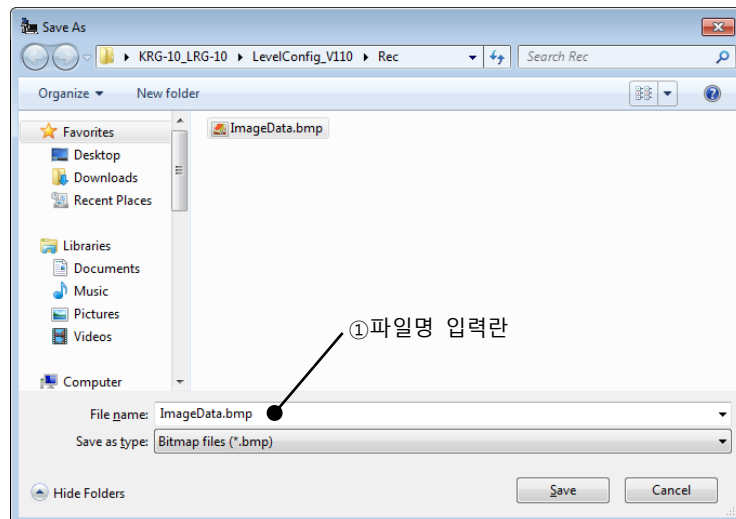 Save As
KRG-10_LRG-10 ▸ LevelConfig_V110 ▸ Rec
Search Rec
Organize
New folder
Favorites
Desktop
Downloads
Recent Places
Libraries
Documents
Music
Pictures
Videos
Computer
ImageData.bmp
①파일명 입력란
File name: ImageData.bmp
Save as type: Bitmap files (*.bmp)
Hide Folders
Save
Cancel